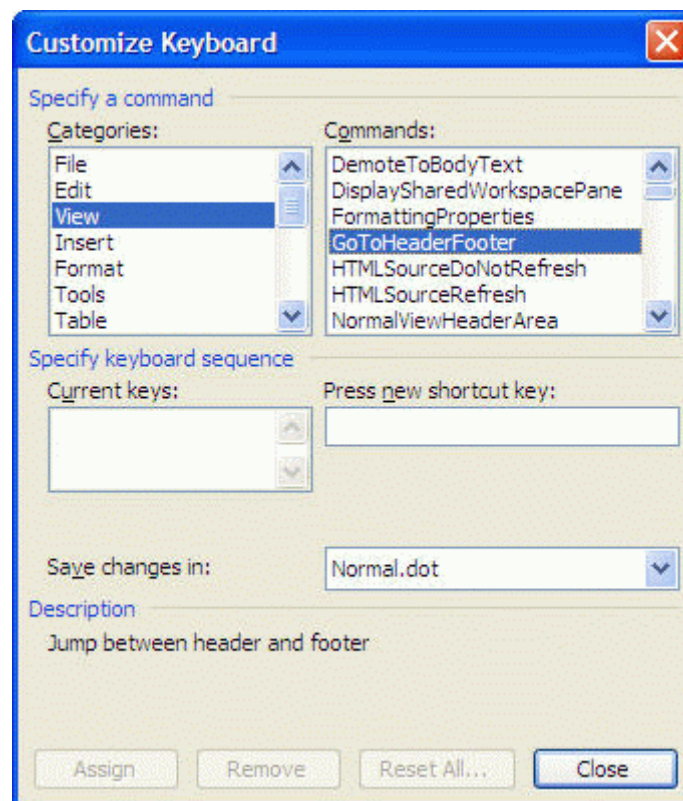 Customize Keyboard
Specify a command
Categories:
Commands:
File
Edit
View
Insert
Format
Tools
Table
DemoteToBodyText
DisplaySharedWorkspacePane
FormattingProperties
GoToHeaderFooter
HTMLSourceDoNotRefresh
HTMLSourceRefresh
NormalViewHeaderArea
Specify keyboard sequence
Current keys:
Press new shortcut key:
Save changes in:
Normal.dot
Description
Jump between header and footer
Assign
Remove
Reset All...
Close